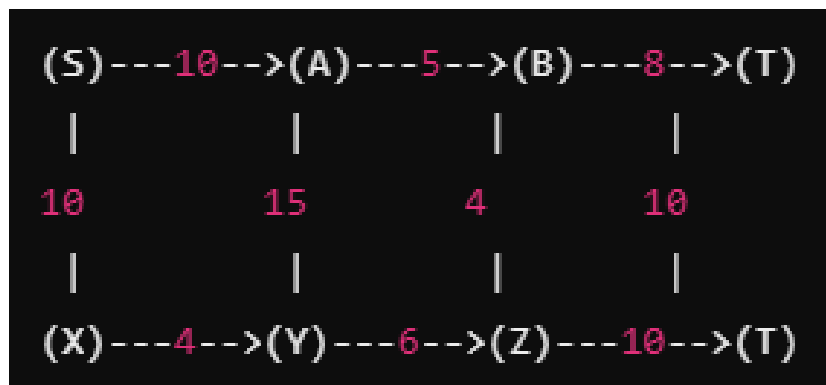 (S)---10-->(A)---5-->(B)---8-->(T)
| | | |
10 15 4 10
| | | |
(X)---4-->(Y)---6-->(Z)---10-->(T)